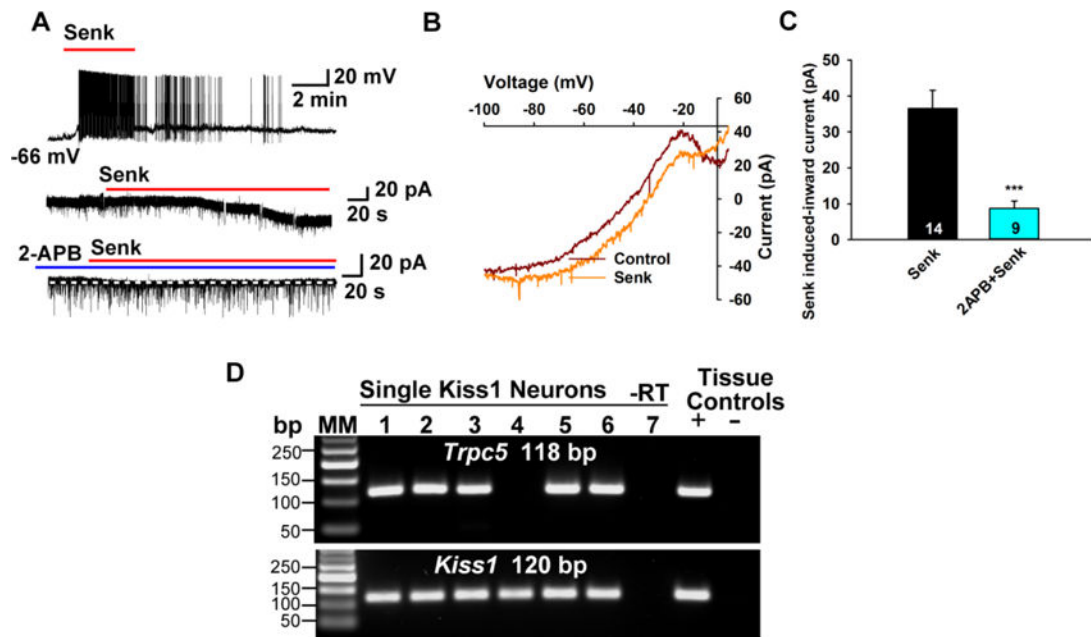 A
Senk
20 mV
2 min
-66 mV
Senk
20 pA
20 s
2-APB
Senk
20 pA
20 s
B
Voltage (mV)
-100 -80 -60 -40 -20
60
40
20
0
-20
-40
-60
Current (pA)
Control
Senk
C
Senk induced-inward current (pA)
50
40
30
20
10
0
***
14 9
Senk 2APB+Senk
D
Single Kiss1 Neurons -RT Tissue
Controls
bp MM 1 2 3 4 5 6 7 + -
Trpc5 118 bp
250
150
100
50
Kiss1 120 bp
250
150
100
50